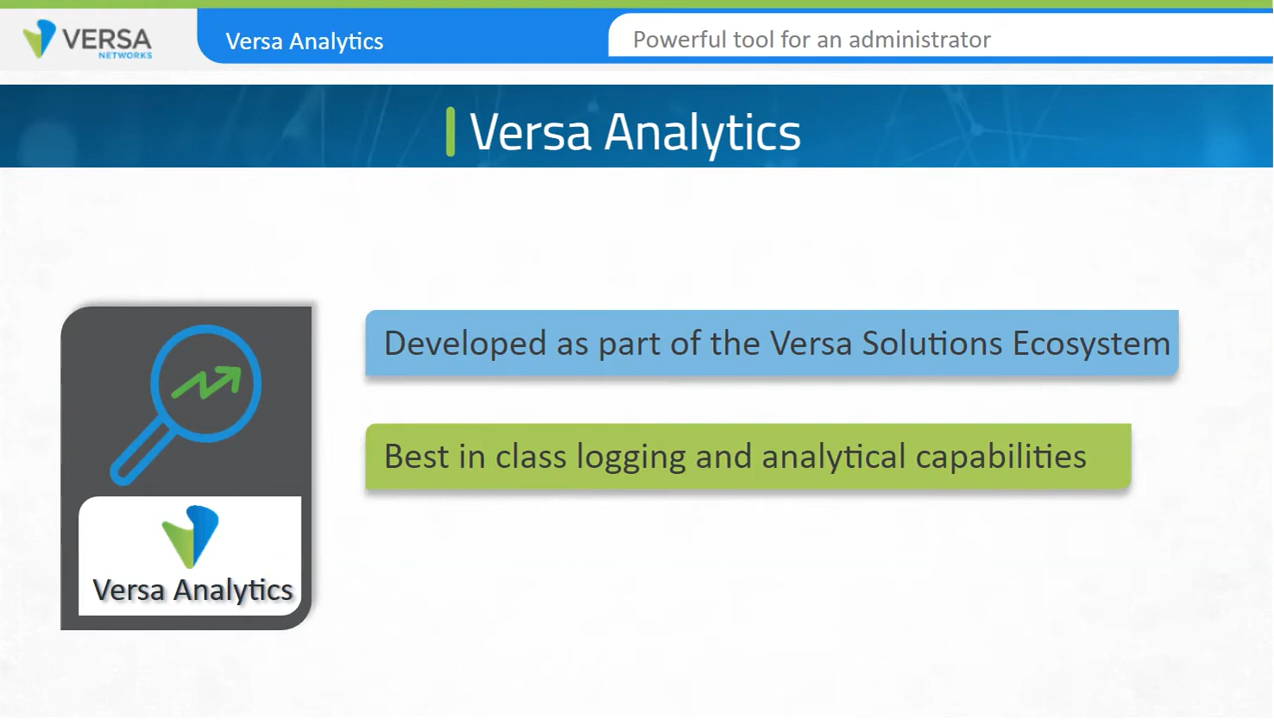 VERSA
NETWORKS
Versa Analytics
Powerful tool for an administrator
Versa Analytics
Developed as part of the Versa Solutions Ecosystem
Best in class logging and analytical capabilities
Versa Analytics